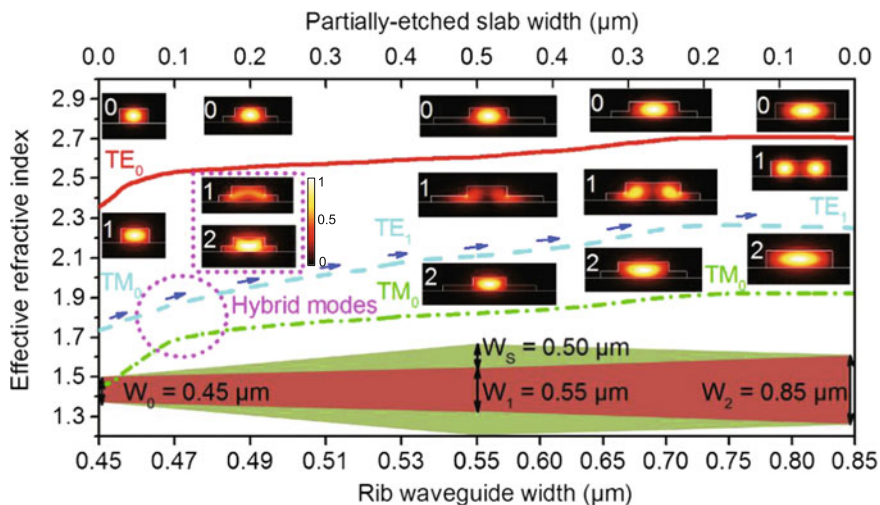 Partially-etched slab width (µm)
0.0 0.1 0.2 0.3 0.4 0.5 0.4 0.3 0.2 0.1 0.0
2.9
2.7
2.5
2.3
2.1
1.9
1.7
1.5
1.3
Effective refractive index
0 0 0 0 0
TE₀
1 1 1 1 1
1
0.5
0
2 2 2 2
TE₁ TE₁
TM₀ TM₀ TM₀
Hybrid modes
W_S = 0.50 µm
W₀ = 0.45 µm W₁ = 0.55 µm W₂ = 0.85 µm
0.45 0.47 0.49 0.51 0.53 0.55 0.60 0.65 0.70 0.80 0.85
Rib waveguide width (µm)